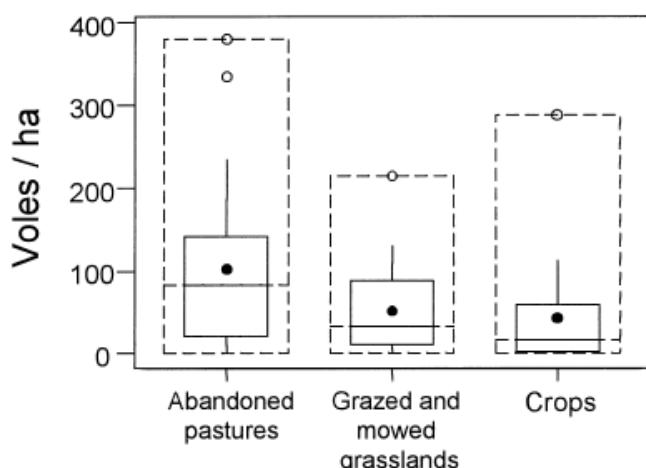 400
300
200
100
0
Voles / ha
Abandoned
pastures
Grazed and
mowed
grasslands
Crops